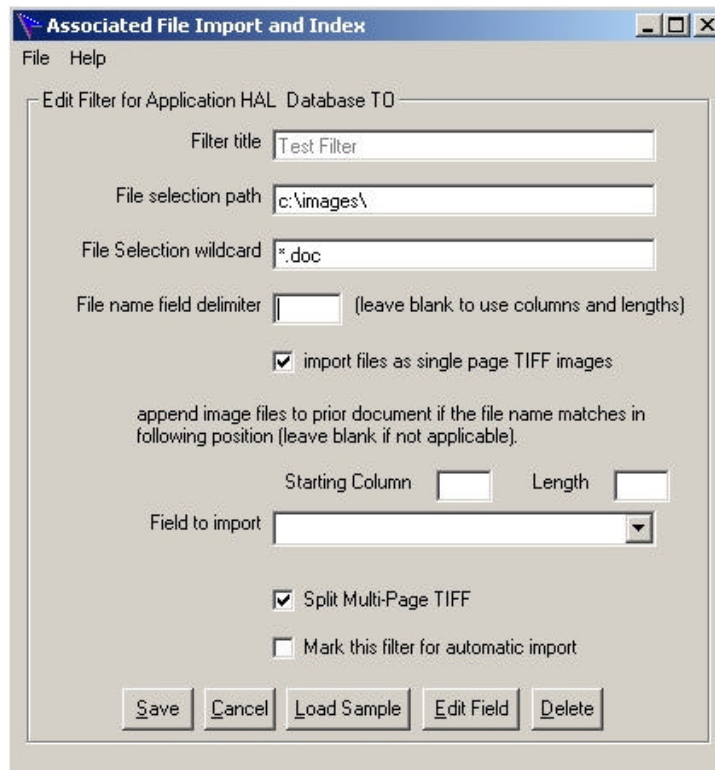 Associated File Import and Index
File Help
Edit Filter for Application HAL Database TO
Filter title Test Filter
File selection path c:\images\
File Selection wildcard *.doc
File name field delimiter (leave blank to use columns and lengths)
import files as single page TIFF images
append image files to prior document if the file name matches in
following position (leave blank if not applicable).
Starting Column Length
Field to import
Split Multi-Page TIFF
Mark this filter for automatic import
Save Cancel Load Sample Edit Field Delete